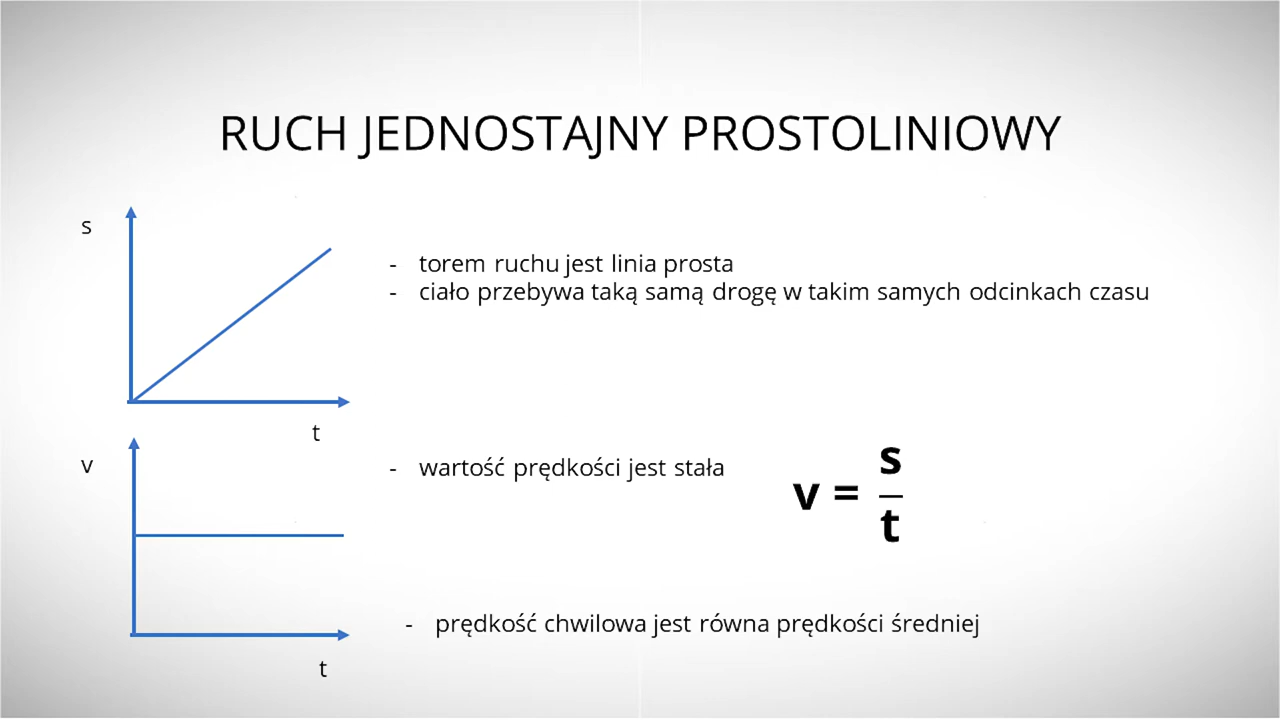 RUCH JEDNOSTAJNY PROSTOLINIOWY
s
- torem ruchu jest linia prosta
- ciało przebywa taką samą drogę w takim samych odcinkach czasu
t
v
- wartość prędkości jest stała
v = s/t
- prędkość chwilowa jest równa prędkości średniej
t